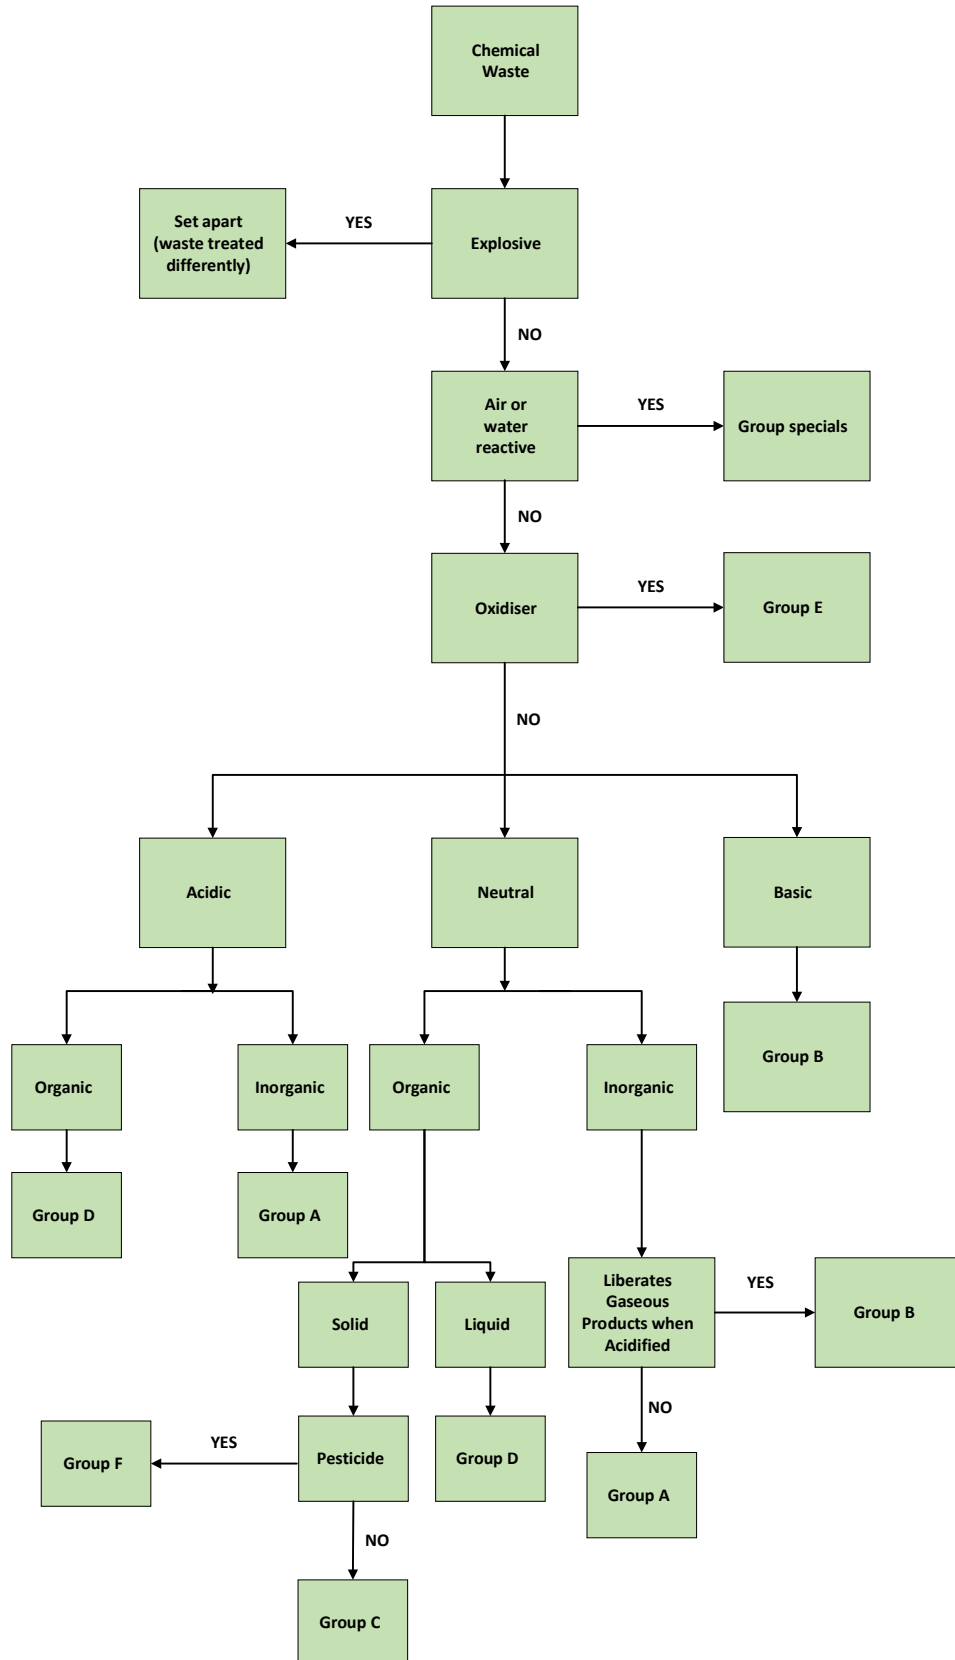 Chemical
Waste
Set apart
(waste treated
differently)
YES
Explosive
NO
Air or
water
reactive
YES
Group specials
NO
Oxidiser
YES
Group E
NO
Acidic
Neutral
Basic
Organic
Inorganic
Organic
Inorganic
Group B
Group D
Group A
Solid
Liquid
Liberates
Gaseous
Products when
Acidified
YES
Group B
Group F
YES
Pesticide
Group D
NO
Group A
NO
Group C